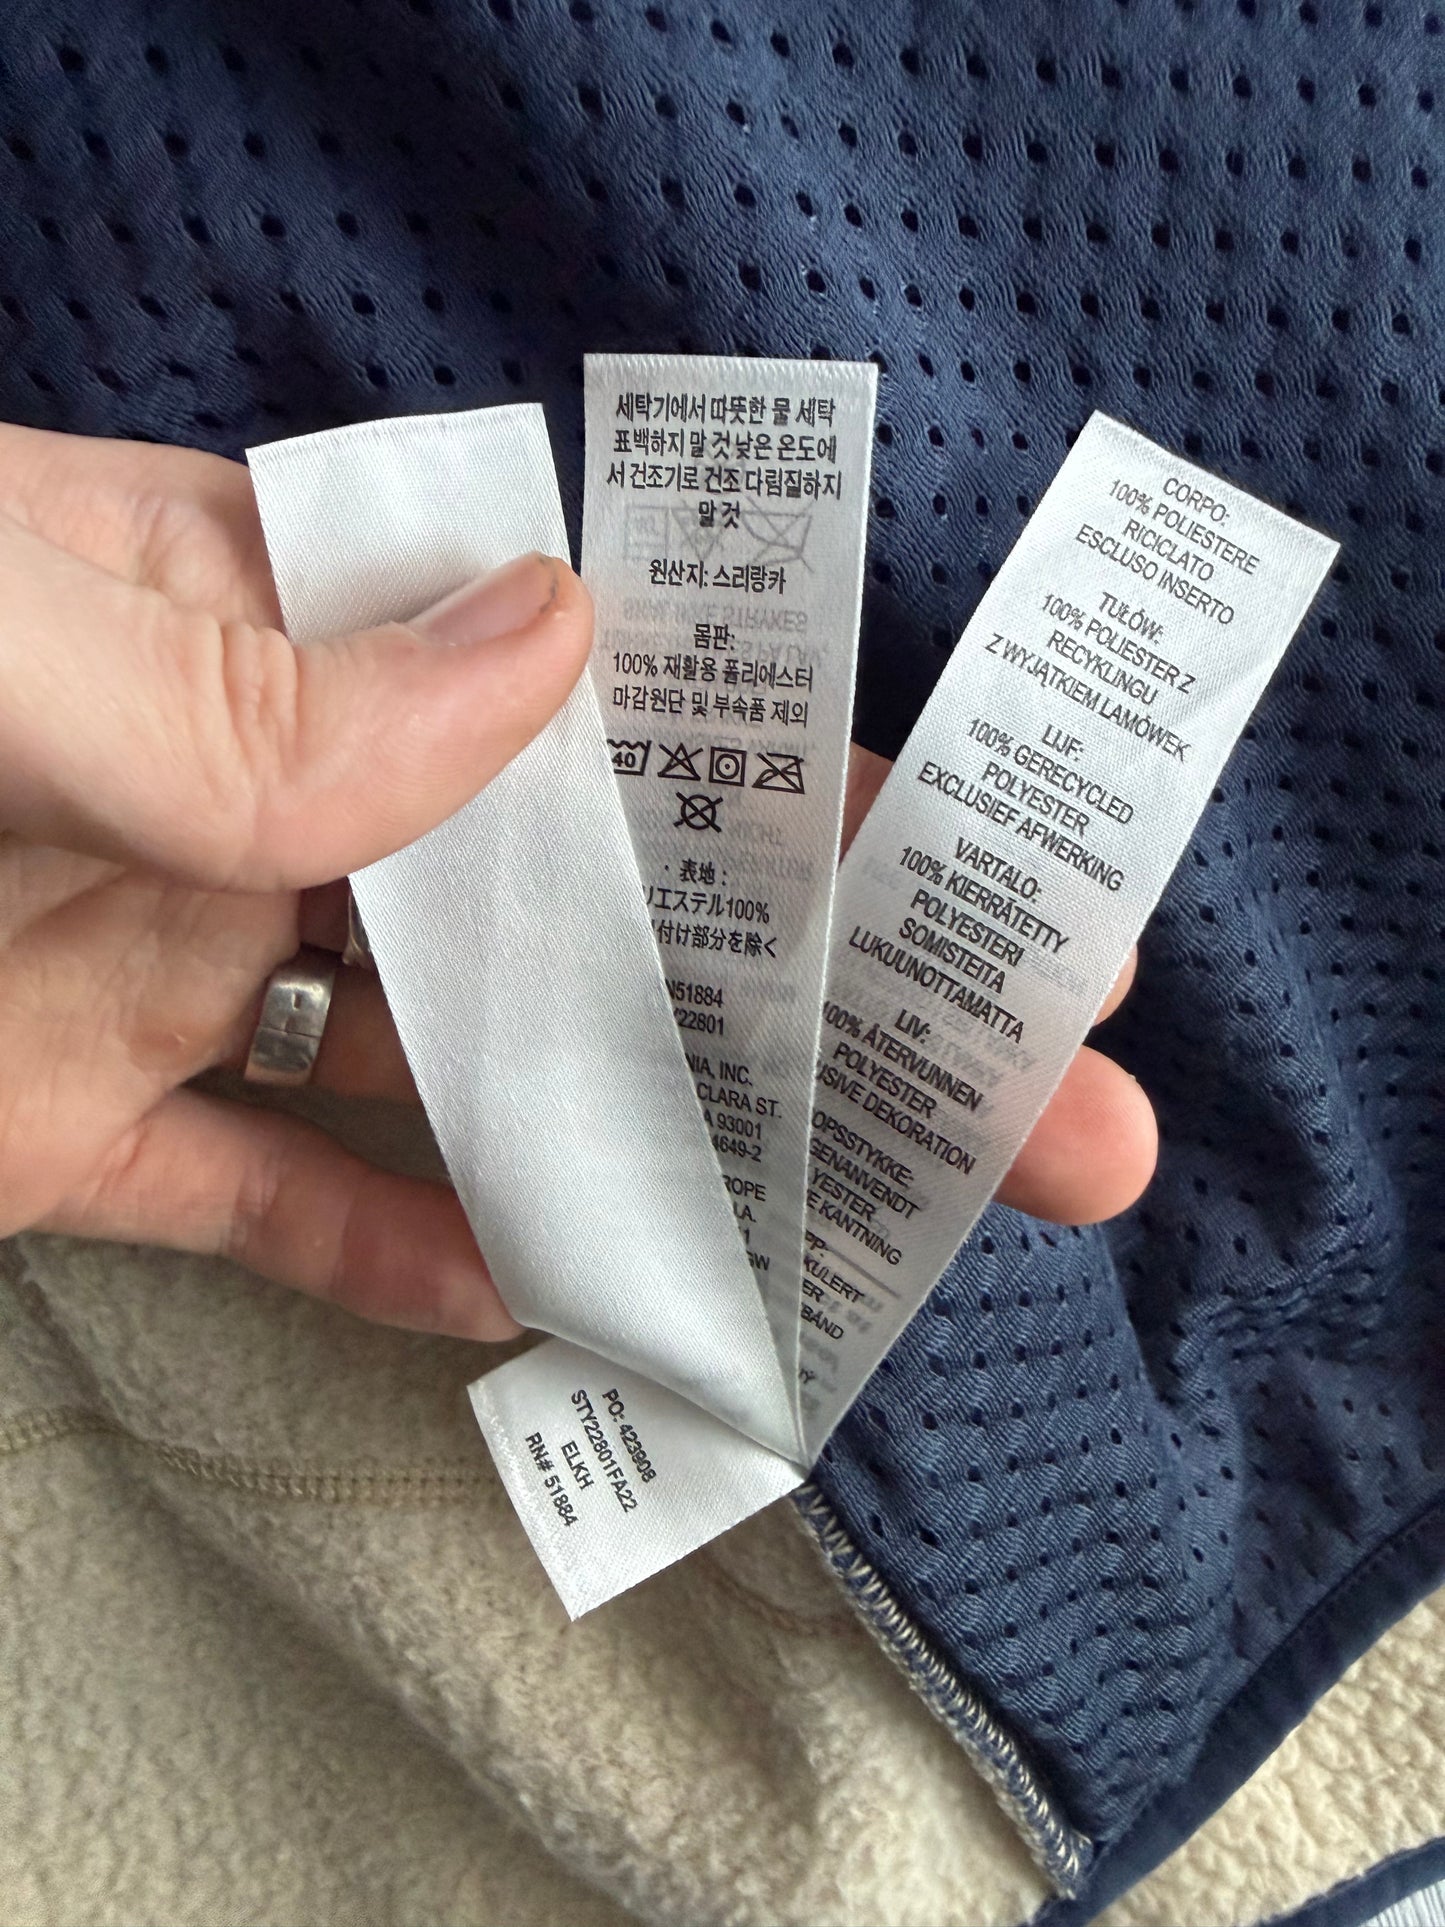 세탁기에서 따뜻한 물 세탁
표백하지 말 것 낮은 온도에
서 건조기로 건조 다림질하지
말 것
원산지: 스리랑카
몸판:
100% 재활용 폴리에스터
마감원단 및 부속품 제외
40
表地 :
リエステル100%
付け部分を除く
51884
22801
INC.
CLARA ST.
93001
4649-2
CORPO:
100% POLIESTERE
RICICLATO
ESCLUSO INSERTO
TUŁÓW:
100% POLIESTER Z
RECYKLINGU
Z WYJĄTKIEM LAMÓWEK
LIJF:
100% GERECYCLED
POLYESTER
EXCLUSIEF AFWERKING
VARTALO:
100% KIERRÄTETTY
POLYESTERI
SOMISTEITA
LUKUUNOTTAMATTA
LIV:
100% ÅTERVUNNEN
POLYESTER
DEKORATION
KANTNING
PO: 423908
STY22801FA22
ELKH
RN# 51884